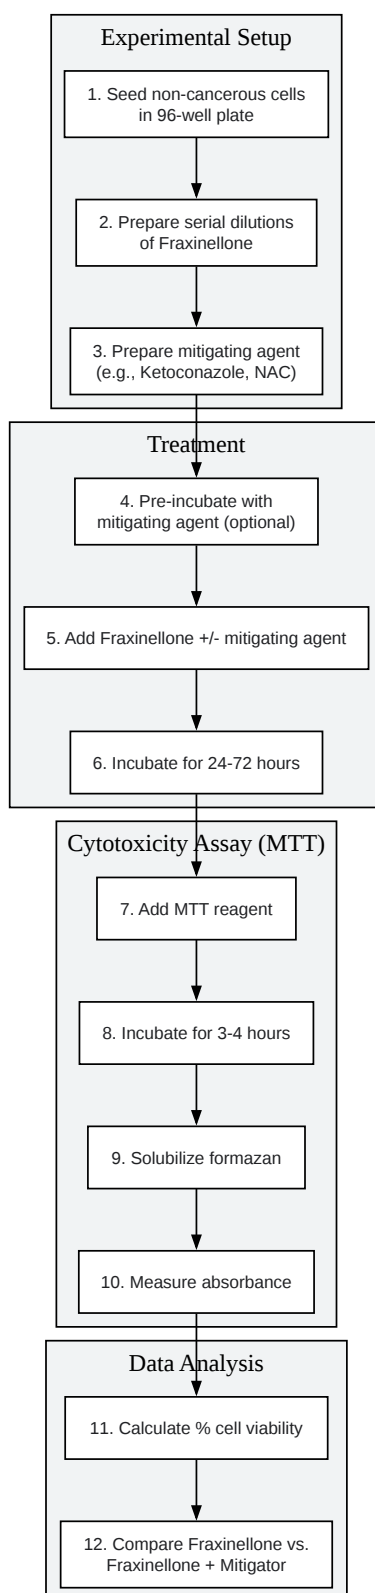 Experimental Setup
1. Seed non-cancerous cells
in 96-well plate
2. Prepare serial dilutions
of Fraxinellone
3. Prepare mitigating agent
(e.g., Ketoconazole, NAC)
Treatment
4. Pre-incubate with
mitigating agent (optional)
5. Add Fraxinellone +/- mitigating agent
6. Incubate for 24-72 hours
Cytotoxicity Assay (MTT)
7. Add MTT reagent
8. Incubate for 3-4 hours
9. Solubilize formazan
10. Measure absorbance
Data Analysis
11. Calculate % cell viability
12. Compare Fraxinellone vs.
Fraxinellone + Mitigator